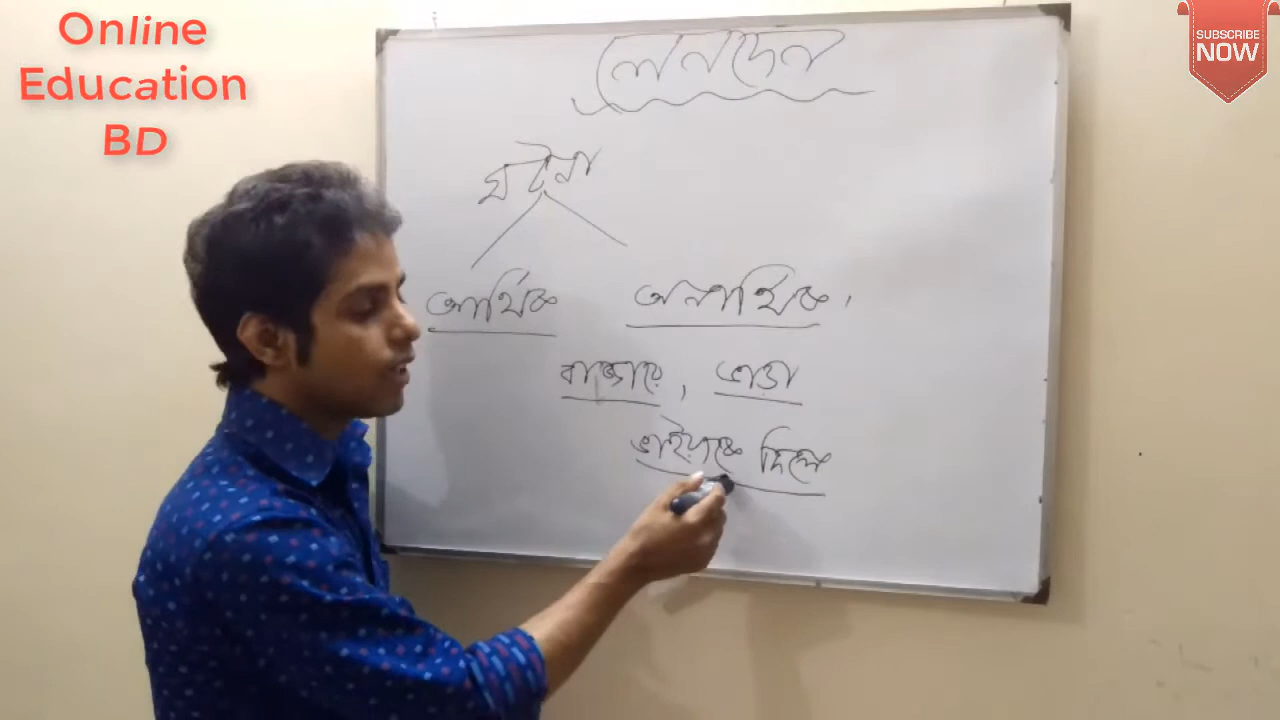 Online
Education
BD
SUBSCRIBE
NOW
লেনদেন
ঘটনা
আর্থিক অনার্থিক
ভাইয়াকে দিলে